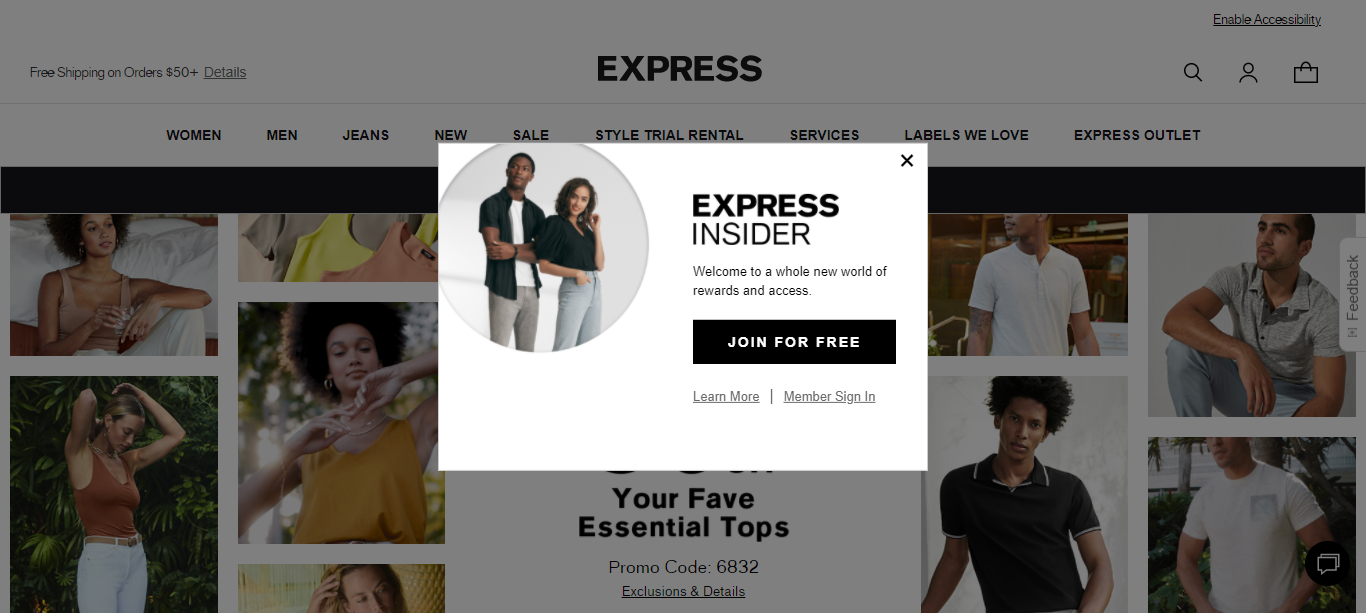 Enable Accessibility
Free Shipping on Orders $50+ Details
EXPRESS
WOMEN MEN JEANS NEW SALE STYLE TRIAL RENTAL SERVICES LABELS WE LOVE EXPRESS OUTLET
EXPRESS
INSIDER
Welcome to a whole new world of
rewards and access.
JOIN FOR FREE
Learn More | Member Sign In
Feedback
Your Fave
Essential Tops
Promo Code: 6832
Exclusions & Details